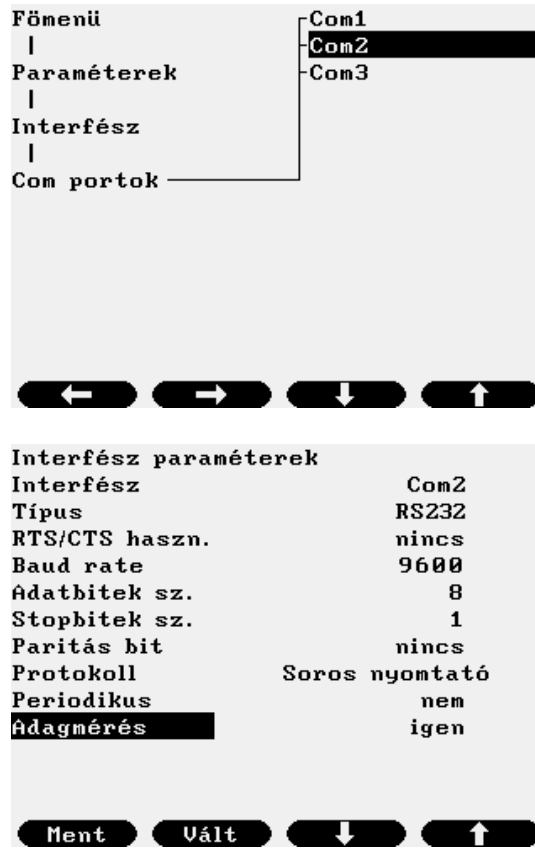 Fömenü
Com1
Com2
Paraméterek
Com3
Interfész
Com portok
Interfész paraméterek
Interfész Com2
Típus RS232
RTS/CTS haszn. nincs
Baud rate 9600
Adatbitek sz. 8
Stopbitek sz. 1
Paritás bit nincs
Protokoll Soros nyomtató
Periodikus nem
Adagmérés igen
Ment Vált